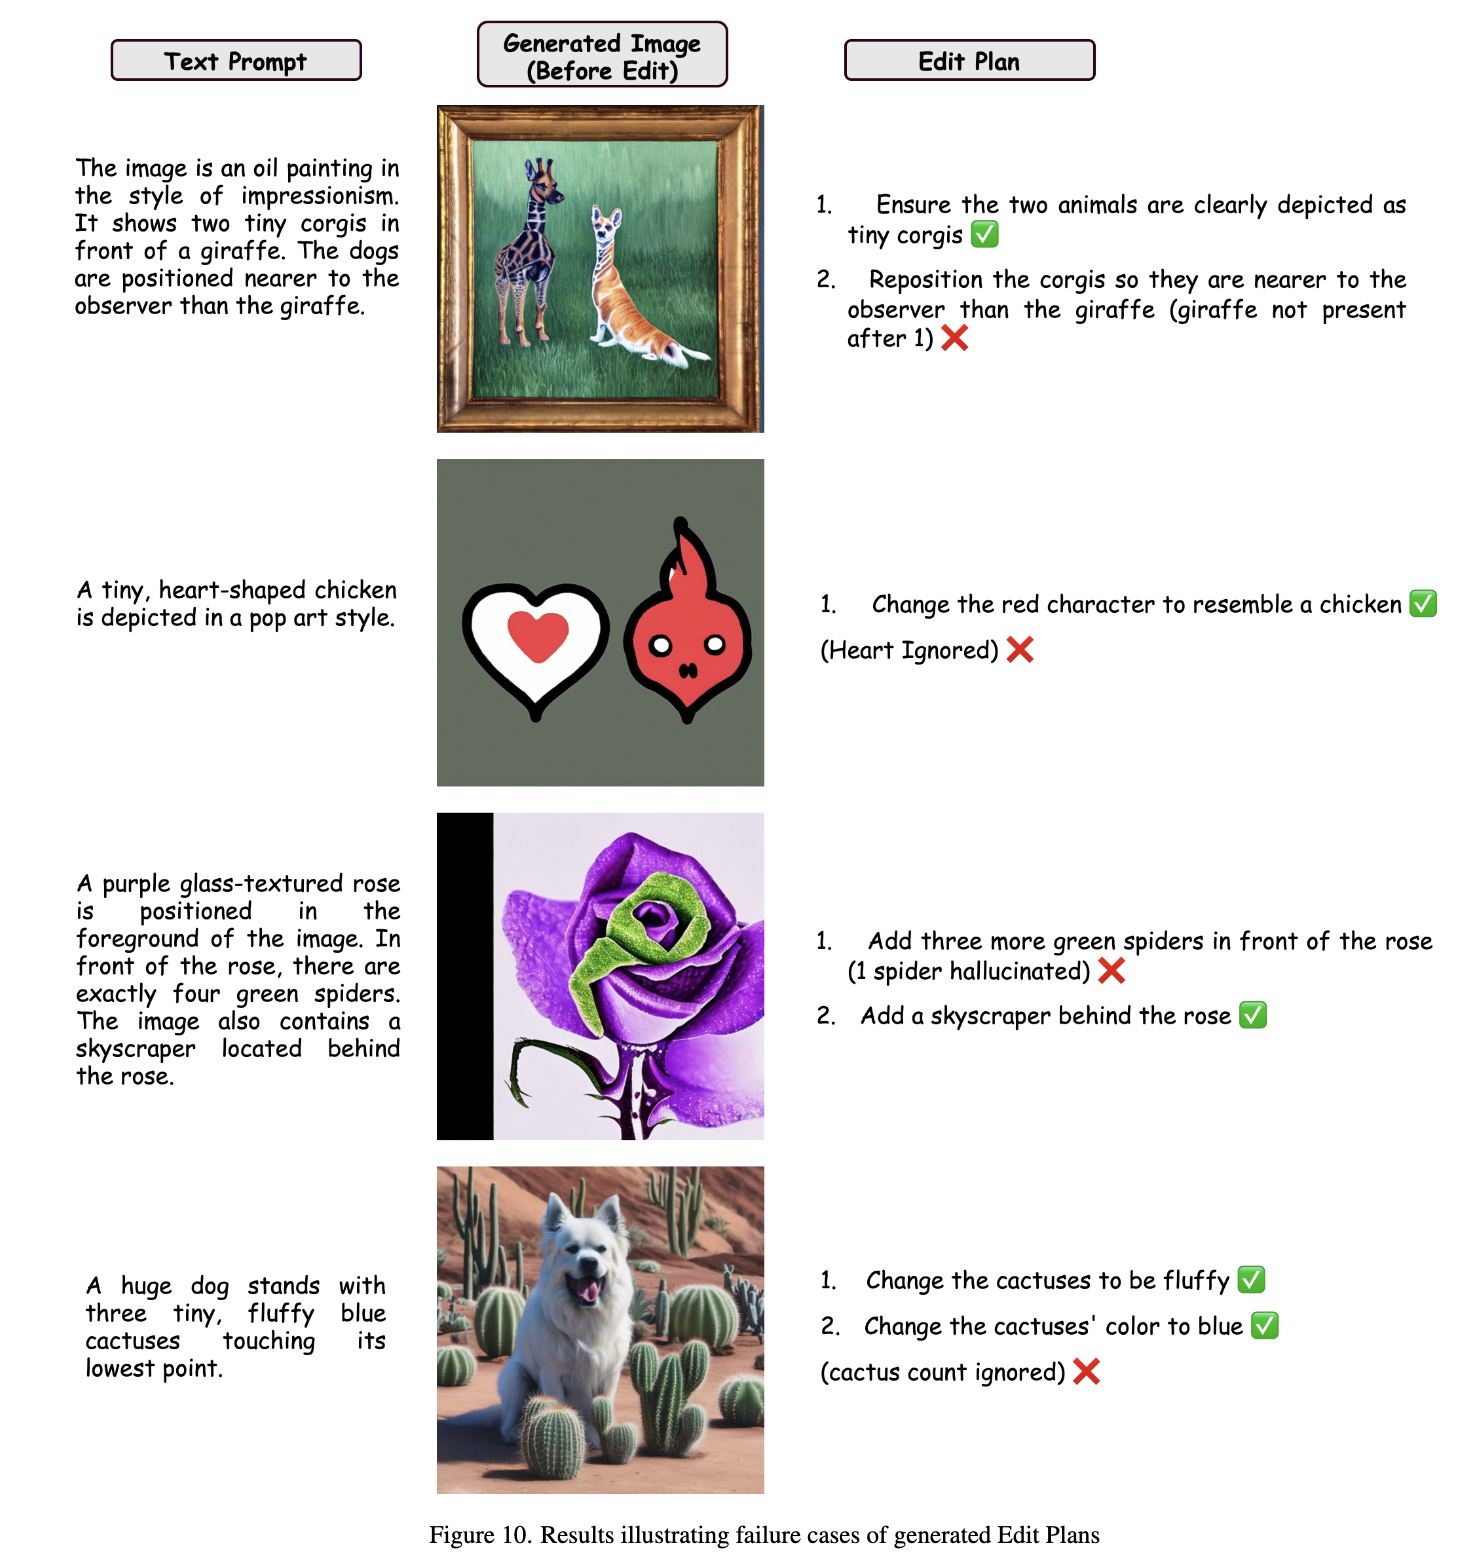 Text Prompt
Generated Image
(Before Edit)
Edit Plan
The image is an oil painting in
the style of impressionism.
It shows two tiny corgis in
front of a giraffe. The dogs
are positioned nearer to the
observer than the giraffe.
1. Ensure the two animals are clearly depicted as
tiny corgis ✅
2. Reposition the corgis so they are nearer to the
observer than the giraffe (giraffe not present
after 1) ❌
A tiny, heart-shaped chicken
is depicted in a pop art style.
1. Change the red character to resemble a chicken ✅
(Heart Ignored) ❌
A purple glass-textured rose
is positioned in the
foreground of the image. In
front of the rose, there are
exactly four green spiders.
The image also contains a
skyscraper located behind
the rose.
1. Add three more green spiders in front of the rose
(1 spider hallucinated) ❌
2. Add a skyscraper behind the rose ✅
A huge dog stands with
three tiny, fluffy blue
cactuses touching its
lowest point.
1. Change the cactuses to be fluffy ✅
2. Change the cactuses' color to blue ✅
(cactus count ignored) ❌
Figure 10. Results illustrating failure cases of generated Edit Plans